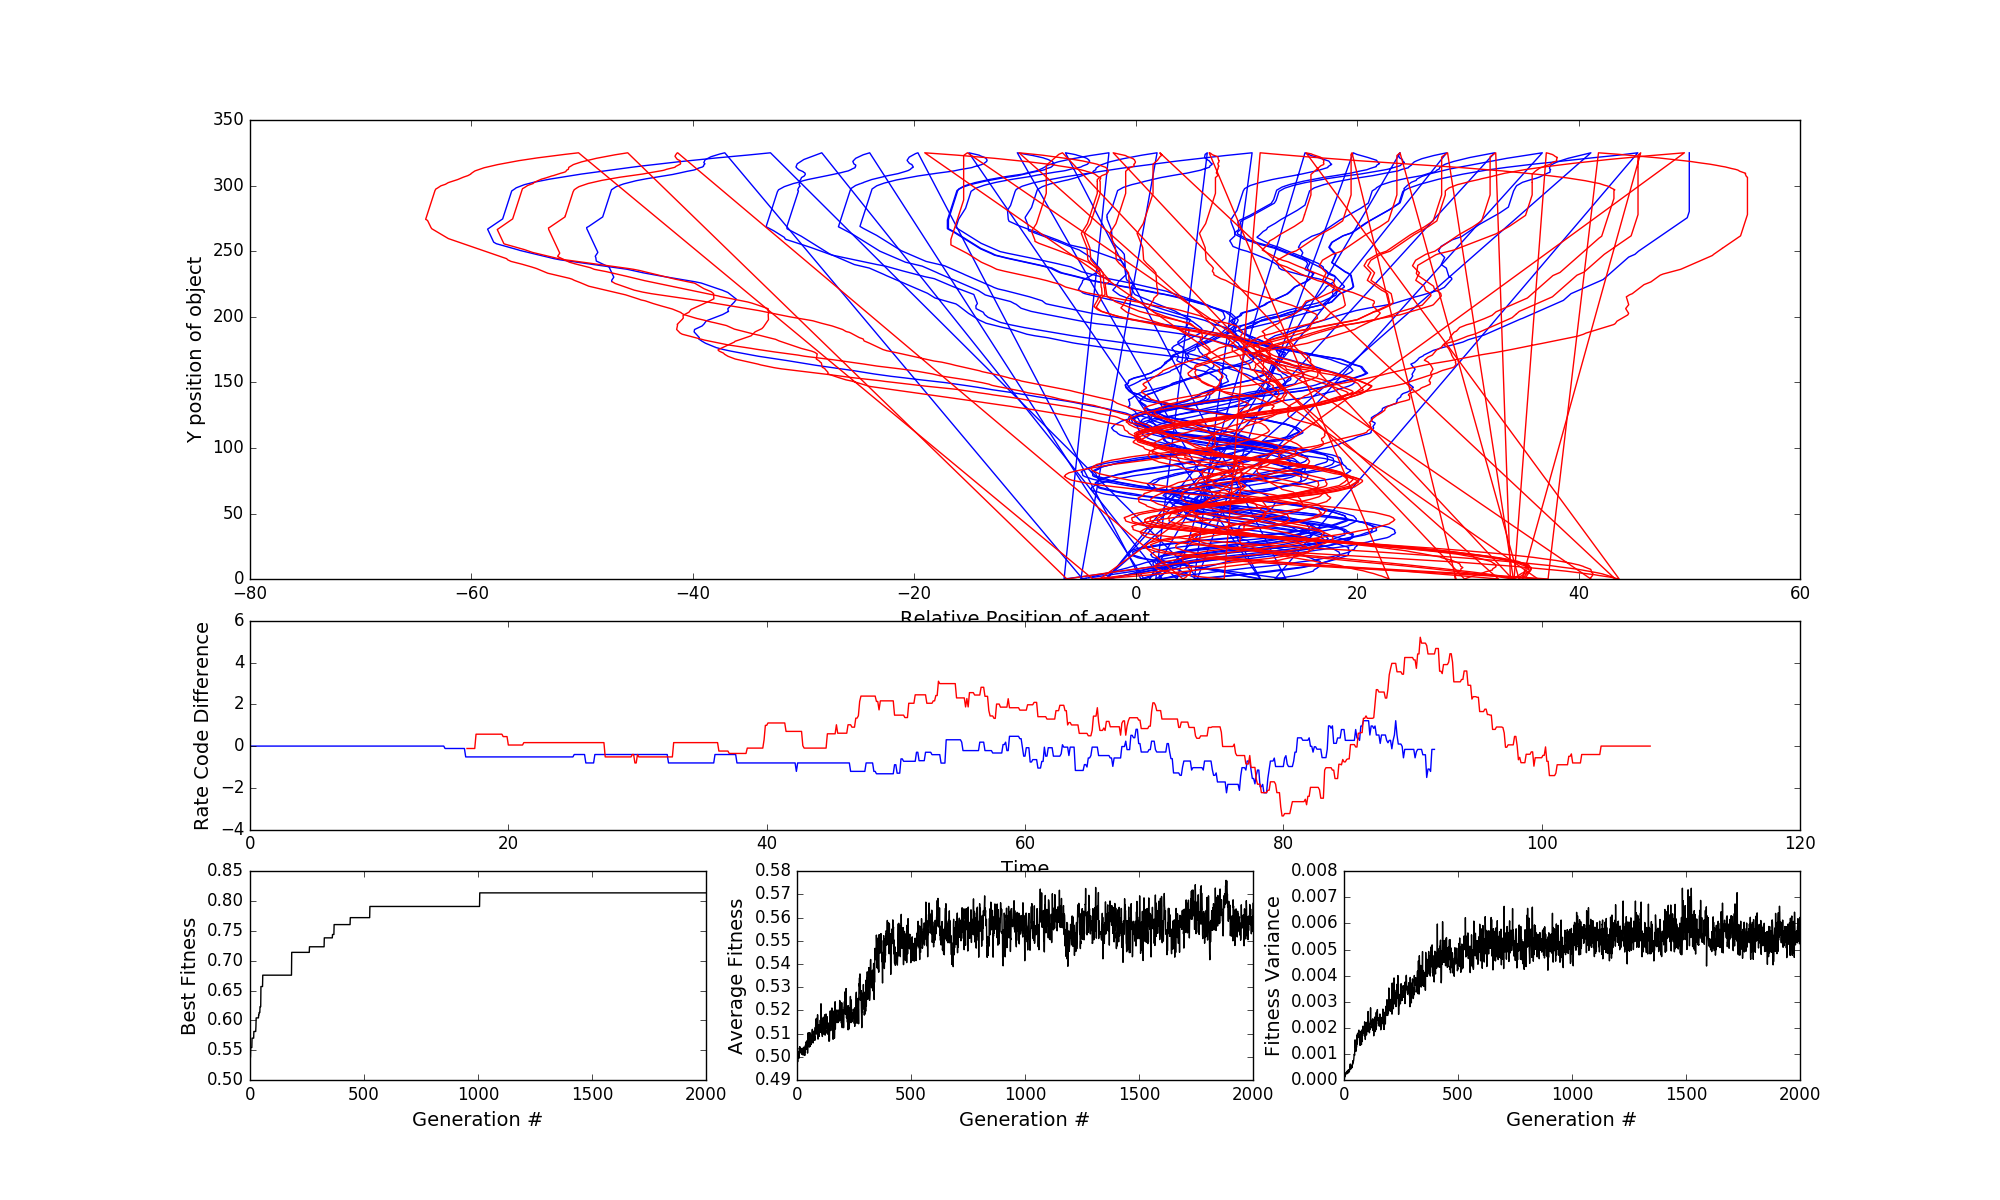 350
300
250
200
150
100
50
0
Y position of object
−80 −60 −40 −20 0 20 40 60
Relative Position of agent
6
4
2
0
−2
−4
Rate Code Difference
0 20 40 60 80 100 120
Time
0.85
0.80
0.75
0.70
0.65
0.60
0.55
0.50
Best Fitness
0 500 1000 1500 2000
Generation #
0.58
0.57
0.56
0.55
0.54
0.53
0.52
0.51
0.50
0.49
Average Fitness
0 500 1000 1500 2000
Generation #
0.008
0.007
0.006
0.005
0.004
0.003
0.002
0.001
0.000
Fitness Variance
0 500 1000 1500 2000
Generation #